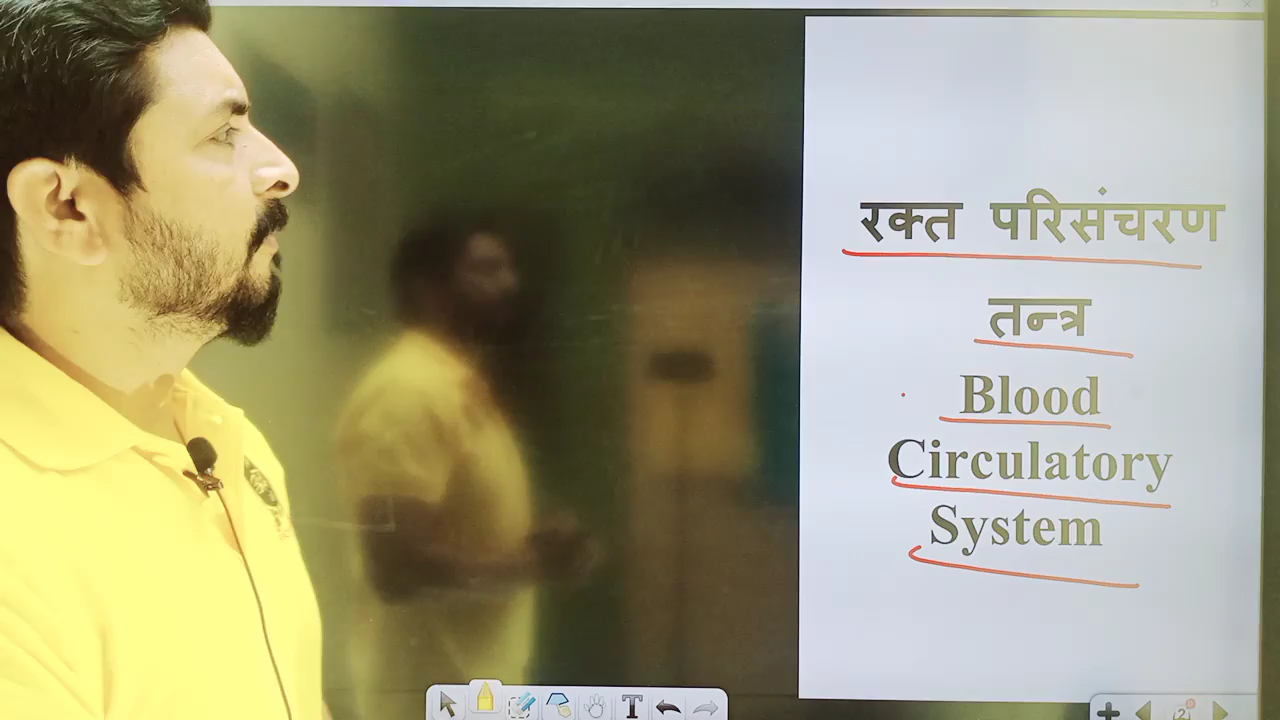 रक्त परिसंचरण
तन्त्र
Blood
Circulatory
System